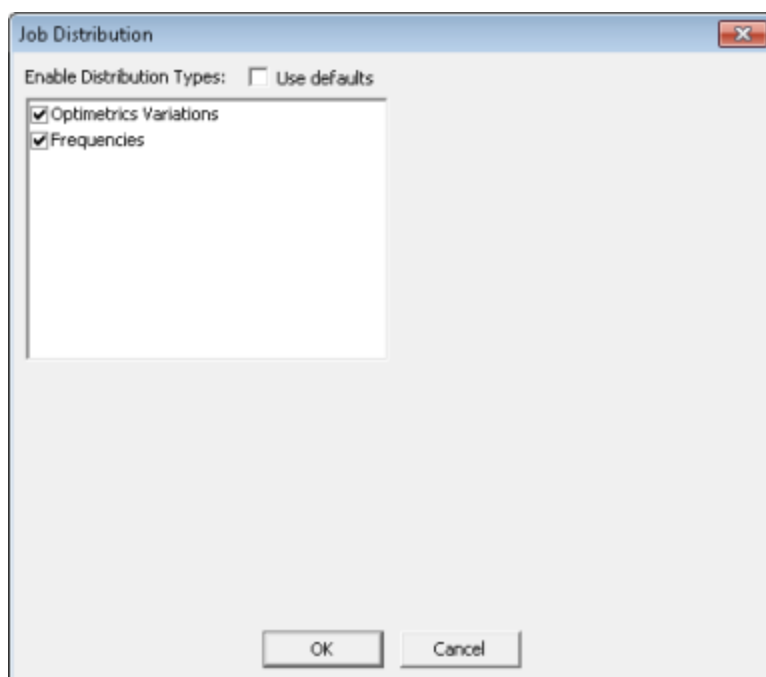 Job Distribution
Enable Distribution Types: Use defaults
Optimetrics Variations
Frequencies
OK Cancel